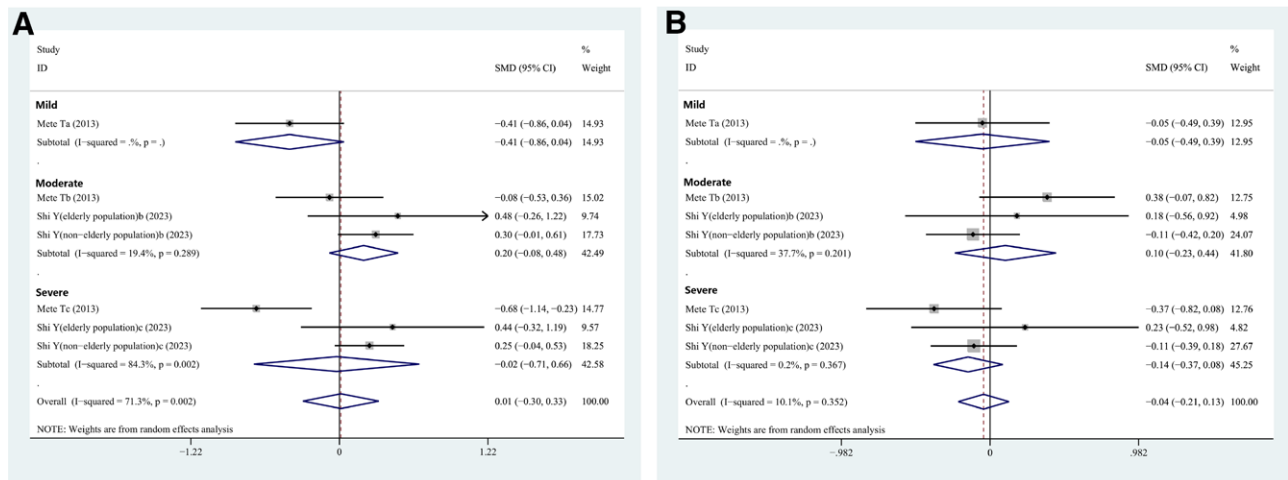 A
Study %
ID SMD (95% CI) Weight
Mild
Mete Ta (2013) −0.41 (−0.86, 0.04) 14.93
Subtotal (I−squared = .%, p = .) −0.41 (−0.86, 0.04) 14.93
.
Moderate
Mete Tb (2013) −0.08 (−0.53, 0.36) 15.02
Shi Y(elderly population)b (2023) 0.48 (−0.26, 1.22) 9.74
Shi Y(non−elderly population)b (2023) 0.30 (−0.01, 0.61) 17.73
Subtotal (I−squared = 19.4%, p = 0.289) 0.20 (−0.08, 0.48) 42.49
.
Severe
Mete Tc (2013) −0.68 (−1.14, −0.23) 14.77
Shi Y(elderly population)c (2023) 0.44 (−0.32, 1.19) 9.57
Shi Y(non−elderly population)c (2023) 0.25 (−0.04, 0.53) 18.25
Subtotal (I−squared = 84.3%, p = 0.002) −0.02 (−0.71, 0.66) 42.58
.
Overall (I−squared = 71.3%, p = 0.002) 0.01 (−0.30, 0.33) 100.00
NOTE: Weights are from random effects analysis
−1.22 0 1.22
B
Study %
ID SMD (95% CI) Weight
Mild
Mete Ta (2013) −0.05 (−0.49, 0.39) 12.95
Subtotal (I−squared = .%, p = .) −0.05 (−0.49, 0.39) 12.95
.
Moderate
Mete Tb (2013) 0.38 (−0.07, 0.82) 12.75
Shi Y(elderly population)b (2023) 0.18 (−0.56, 0.92) 4.98
Shi Y(non−elderly population)b (2023) −0.11 (−0.42, 0.20) 24.07
Subtotal (I−squared = 37.7%, p = 0.201) 0.10 (−0.23, 0.44) 41.80
.
Severe
Mete Tc (2013) −0.37 (−0.82, 0.08) 12.76
Shi Y(elderly population)c (2023) 0.23 (−0.52, 0.98) 4.82
Shi Y(non−elderly population)c (2023) −0.11 (−0.39, 0.18) 27.67
Subtotal (I−squared = 0.2%, p = 0.367) −0.14 (−0.37, 0.08) 45.25
.
Overall (I−squared = 10.1%, p = 0.352) −0.04 (−0.21, 0.13) 100.00
NOTE: Weights are from random effects analysis
−.982 0 .982